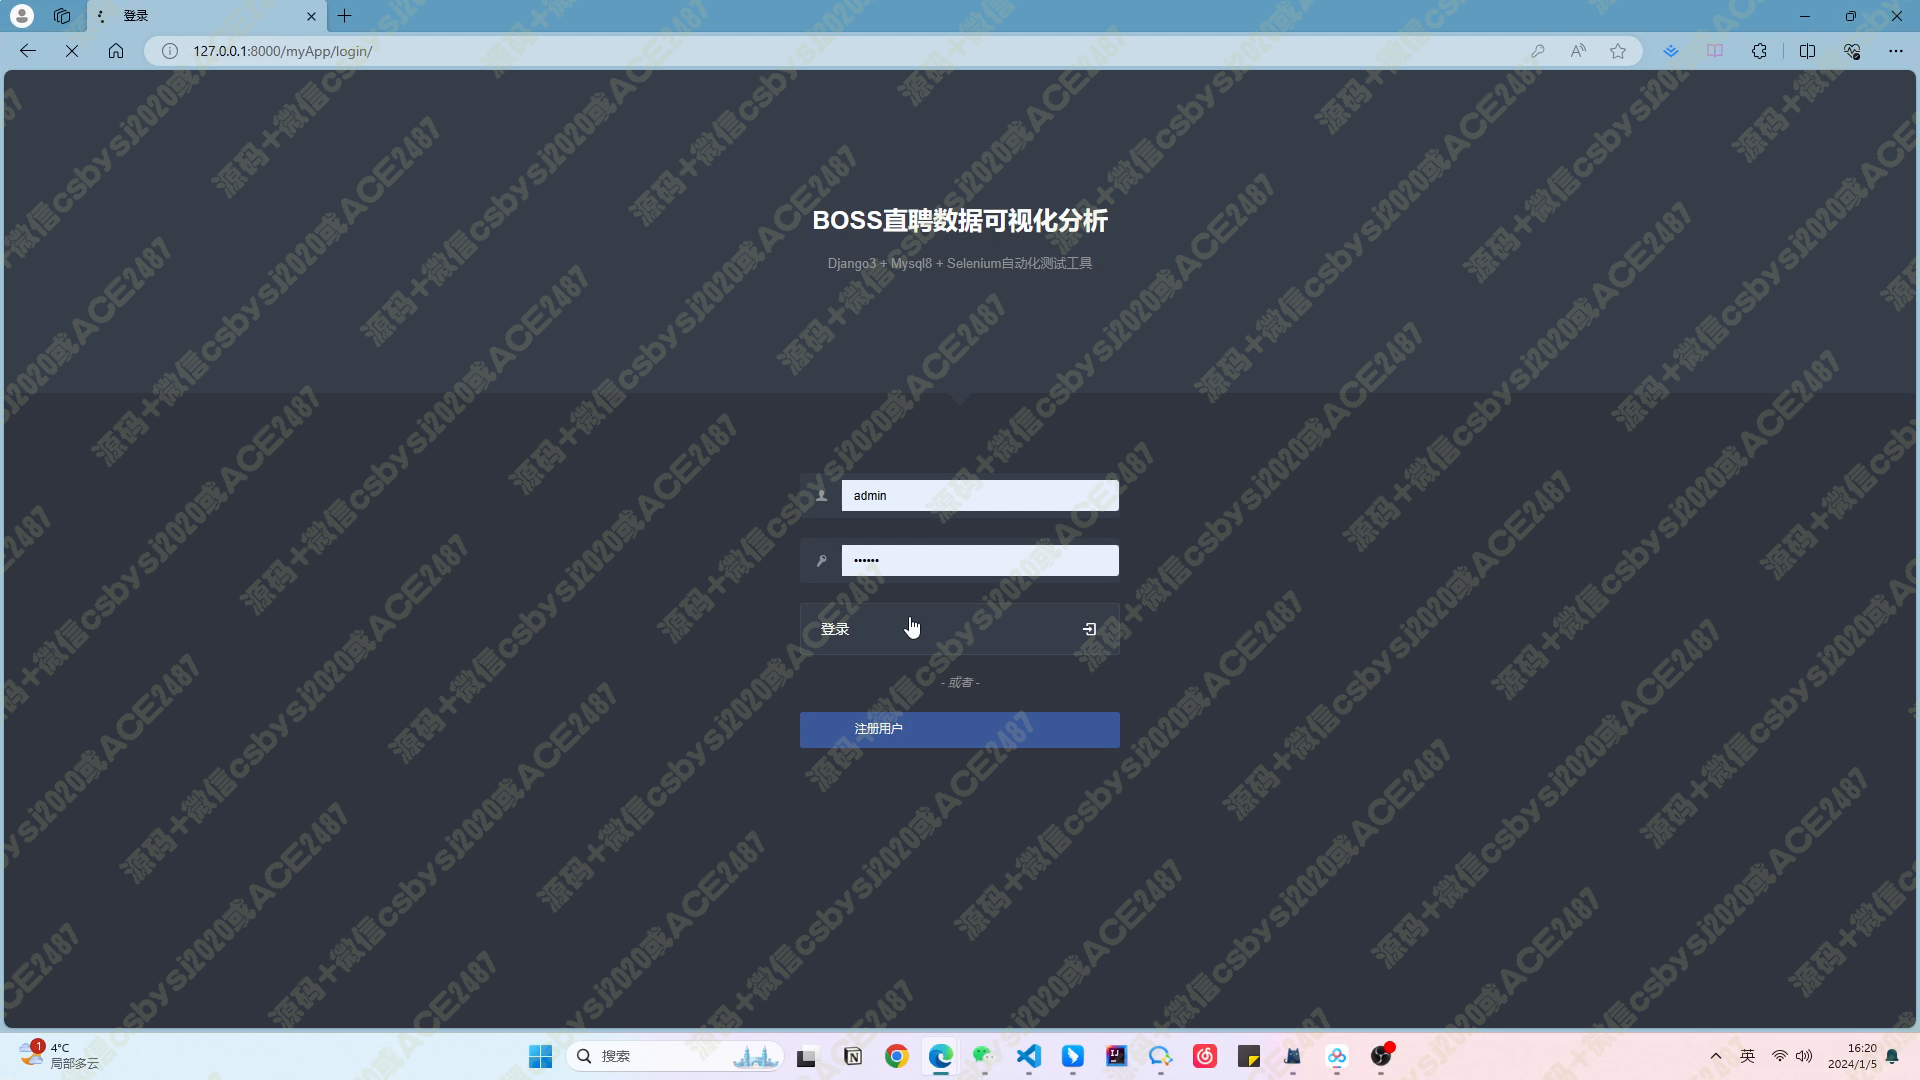 登录
127.0.0.1:8000/myApp/login/
BOSS直聘数据可视化分析
Django3 + Mysql8 + Selenium自动化测试工具
admin
••••••
登录
- 或者 -
注册用户
源码+微信csbysj2020或ACE2487
1
4°C
局部多云
搜索
英
16:20
2024/1/5